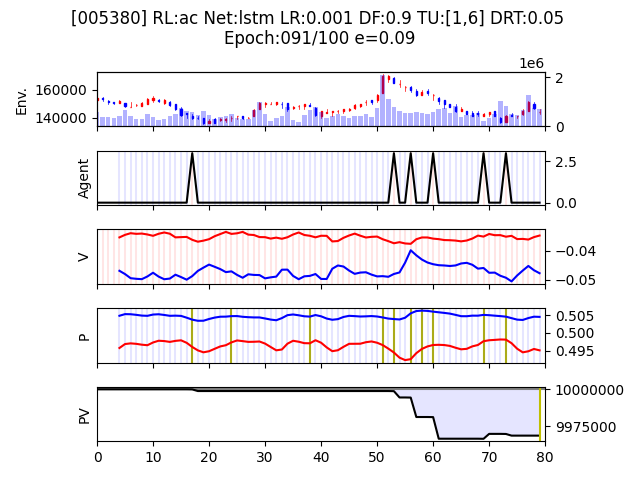 [005380] RL:ac Net:lstm LR:0.001 DF:0.9 TU:[1,6] DRT:0.05
Epoch:091/100 e=0.09
1e6
Env.
160000
140000
2
0
Agent
2.5
0.0
V
−0.04
−0.05
P
0.505
0.500
0.495
PV
10000000
9975000
0 10 20 30 40 50 60 70 80